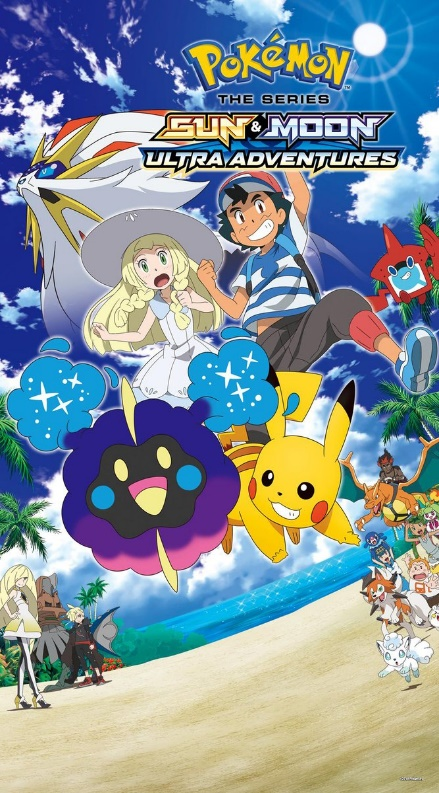 POKéMON
THE SERIES
SUN & MOON
ULTRA ADVENTURES